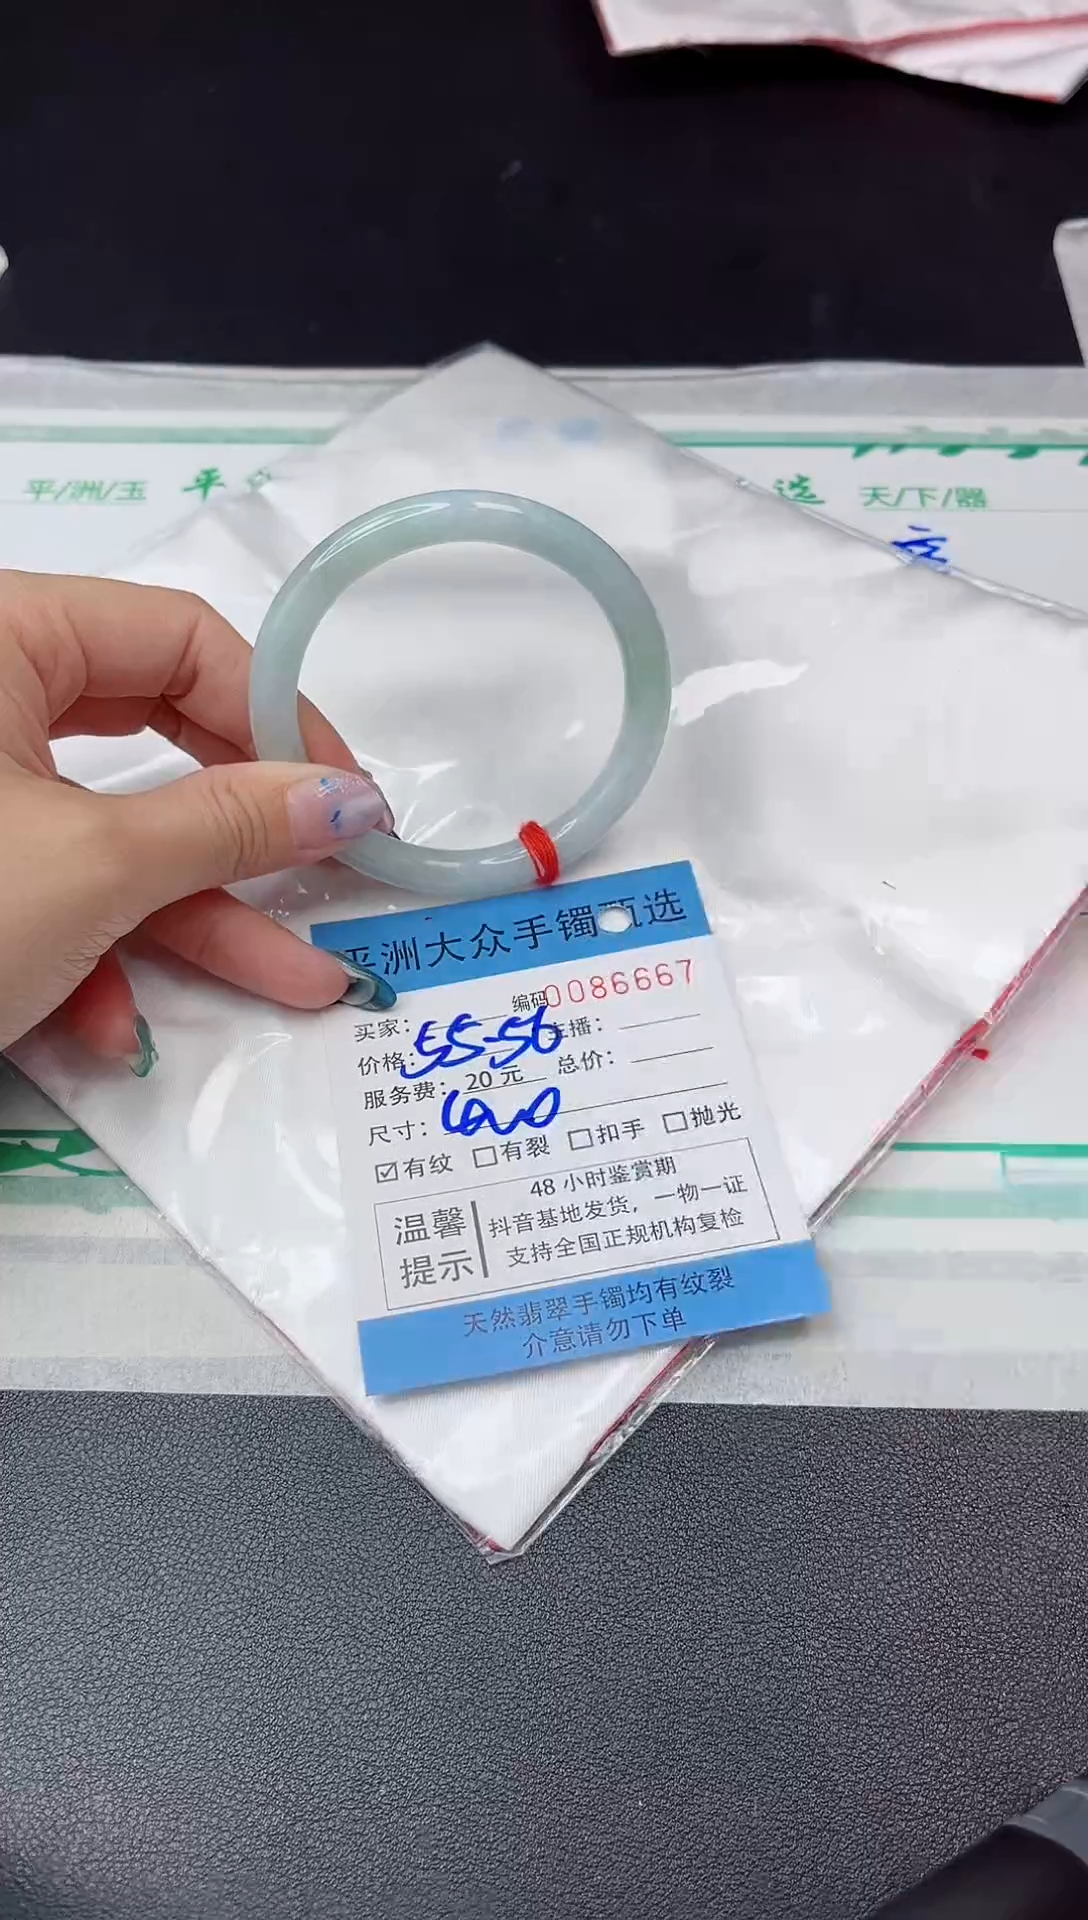 平/洲/玉
平
选
天/下/器
平洲大众手镯甄选
编码0086667
买家：
55-56
主播：
价格：
服务费：20元
总价：
尺寸：
☑有纹 □有裂 □扣手 □抛光
温馨提示
48小时鉴赏期
抖音基地发货，一物一证
支持全国正规机构复检
天然翡翠手镯均有纹裂
介意请勿下单